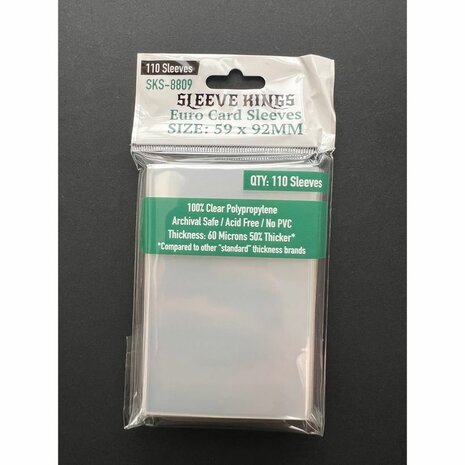 110 Sleeves
SKS-8809
SLEEVE KINGS
Euro Card Sleeves
SIZE: 59 x 92MM
QTY: 110 Sleeves
100% Clear Polypropylene
Archival Safe / Acid Free / No PVC
Thickness: 60 Microns 50% Thicker*
*Compared to other "standard" thickness brands